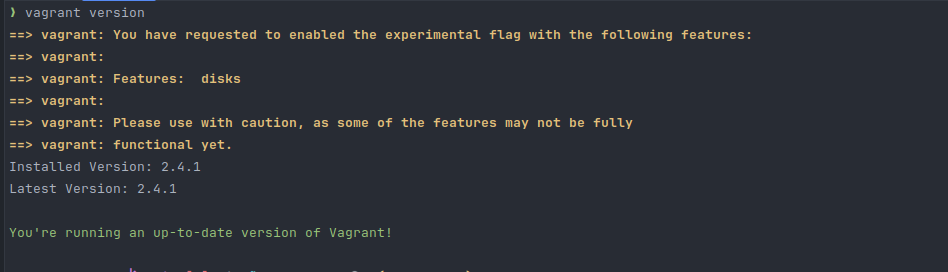 ❯ vagrant version
==> vagrant: You have requested to enabled the experimental flag with the following features:
==> vagrant:
==> vagrant: Features:  disks
==> vagrant:
==> vagrant: Please use with caution, as some of the features may not be fully
==> vagrant: functional yet.
Installed Version: 2.4.1
Latest Version: 2.4.1
You're running an up-to-date version of Vagrant!